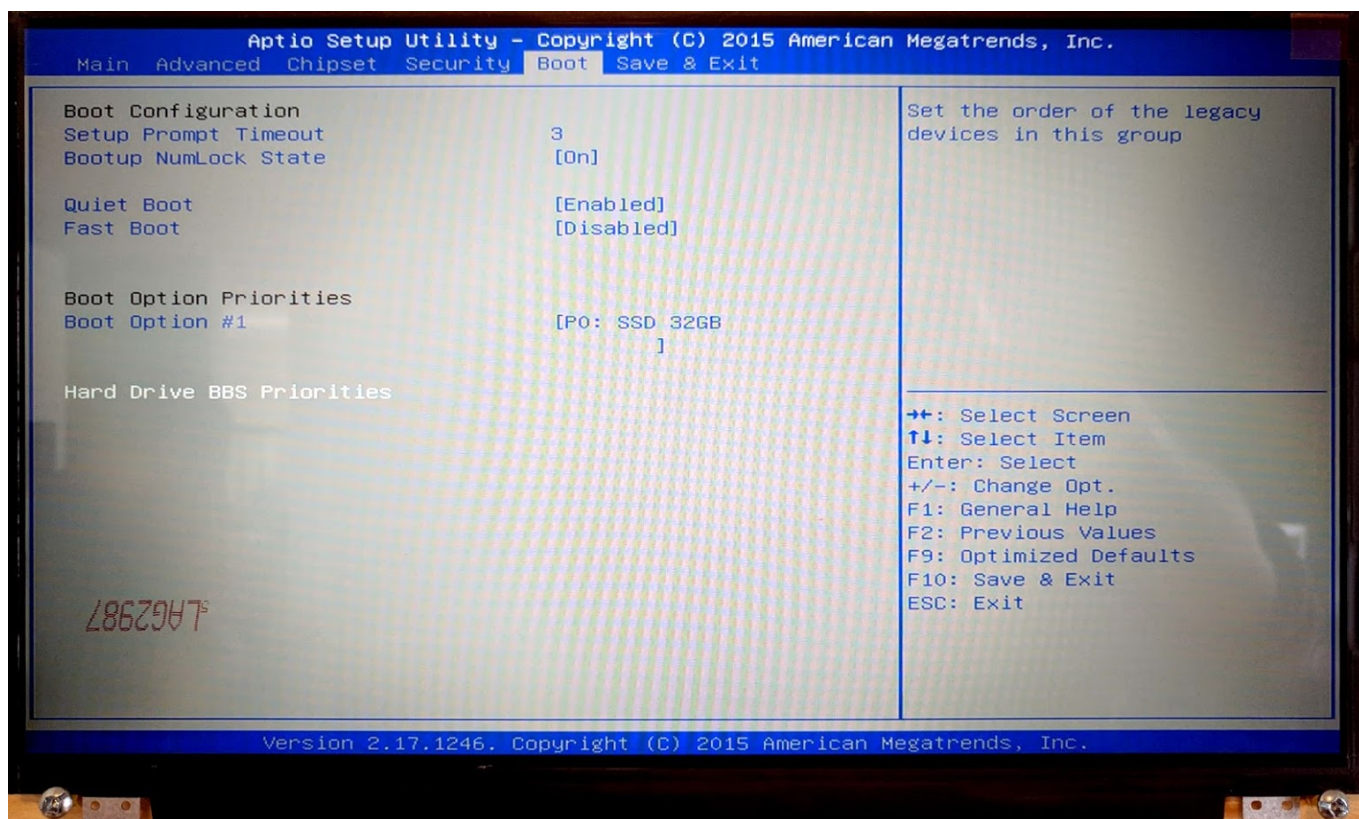 Aptio Setup Utility – Copyright (C) 2015 American Megatrends, Inc.
Main Advanced Chipset Security Boot Save & Exit
Boot Configuration
Setup Prompt Timeout 3
Bootup NumLock State [On]
Quiet Boot [Enabled]
Fast Boot [Disabled]
Boot Option Priorities
Boot Option #1 [P0: SSD 32GB
]
Hard Drive BBS Priorities
Set the order of the legacy
devices in this group
→←: Select Screen
↑↓: Select Item
Enter: Select
+/-: Change Opt.
F1: General Help
F2: Previous Values
F9: Optimized Defaults
F10: Save & Exit
ESC: Exit
Version 2.17.1246. Copyright (C) 2015 American Megatrends, Inc.